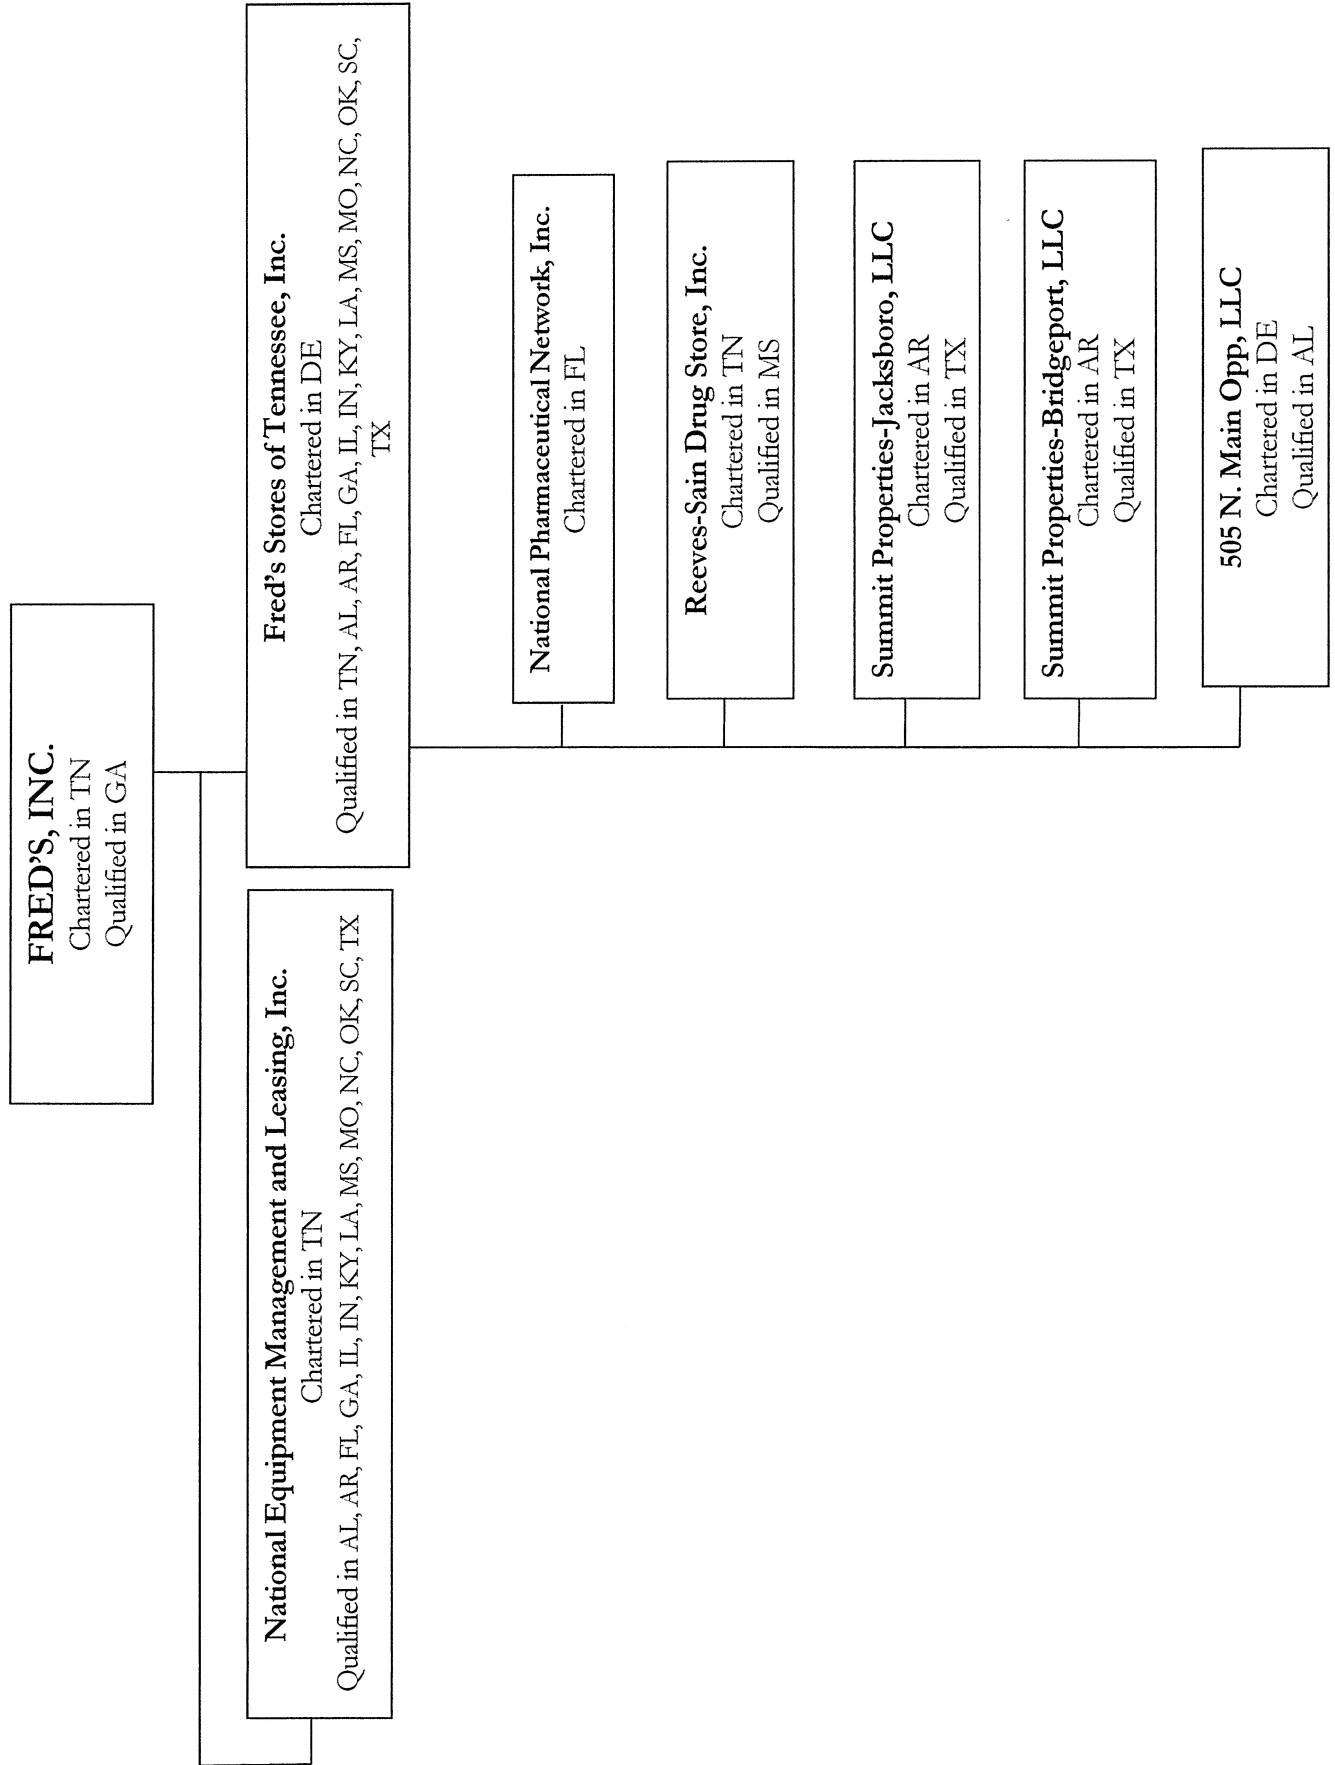 FRED'S, INC.
Chartered in TN
Qualified in GA
National Equipment Management and Leasing, Inc.
Chartered in TN
Qualified in AL, AR, FL, GA, IL, IN, KY, LA, MS, MO, NC, OK, SC, TX
Fred's Stores of Tennessee, Inc.
Chartered in DE
Qualified in TN, AL, AR, FL, GA, IL, IN, KY, LA, MS, MO, NC, OK, SC,
TX
National Pharmaceutical Network, Inc.
Chartered in FL
Reeves-Sain Drug Store, Inc.
Chartered in TN
Qualified in MS
Summit Properties-Jacksboro, LLC
Chartered in AR
Qualified in TX
Summit Properties-Bridgeport, LLC
Chartered in AR
Qualified in TX
505 N. Main Opp, LLC
Chartered in DE
Qualified in AL